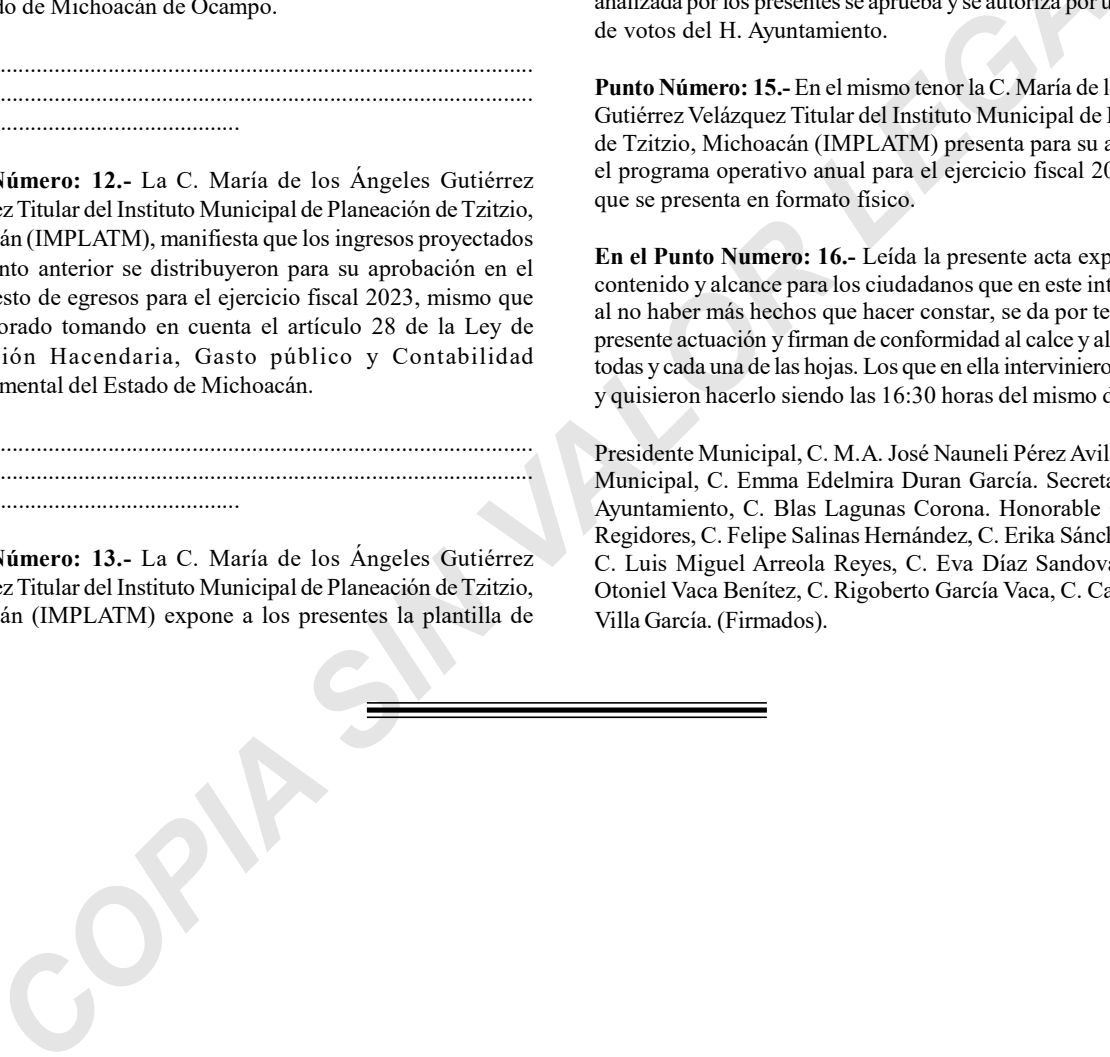 do de Michoacán de Ocampo.
..........................................................................................
..........................................................................................
........................................
Número: 12.- La C. María de los Ángeles Gutiérrez
ez Titular del Instituto Municipal de Planeación de Tzitzio,
án (IMPLATM), manifiesta que los ingresos proyectados
nto anterior se distribuyeron para su aprobación en el
esto de egresos para el ejercicio fiscal 2023, mismo que
orado tomando en cuenta el artículo 28 de la Ley de
ión Hacendaria, Gasto público y Contabilidad
mental del Estado de Michoacán.
..........................................................................................
..........................................................................................
........................................
Número: 13.- La C. María de los Ángeles Gutiérrez
ez Titular del Instituto Municipal de Planeación de Tzitzio,
án (IMPLATM) expone a los presentes la plantilla de
analizada por los presentes se aprueba y se autoriza por u
de votos del H. Ayuntamiento.
Punto Número: 15.- En el mismo tenor la C. María de l
Gutiérrez Velázquez Titular del Instituto Municipal de
de Tzitzio, Michoacán (IMPLATM) presenta para su a
el programa operativo anual para el ejercicio fiscal 20
que se presenta en formato físico.
En el Punto Numero: 16.- Leída la presente acta exp
contenido y alcance para los ciudadanos que en este int
al no haber más hechos que hacer constar, se da por te
presente actuación y firman de conformidad al calce y al
todas y cada una de las hojas. Los que en ella interviniero
y quisieron hacerlo siendo las 16:30 horas del mismo d
Presidente Municipal, C. M.A. José Nauneli Pérez Avil
Municipal, C. Emma Edelmira Duran García. Secreta
Ayuntamiento, C. Blas Lagunas Corona. Honorable
Regidores, C. Felipe Salinas Hernández, C. Erika Sánch
C. Luis Miguel Arreola Reyes, C. Eva Díaz Sandova
Otoniel Vaca Benítez, C. Rigoberto García Vaca, C. Ca
Villa García. (Firmados).
COPIA SIN VALOR LEGA